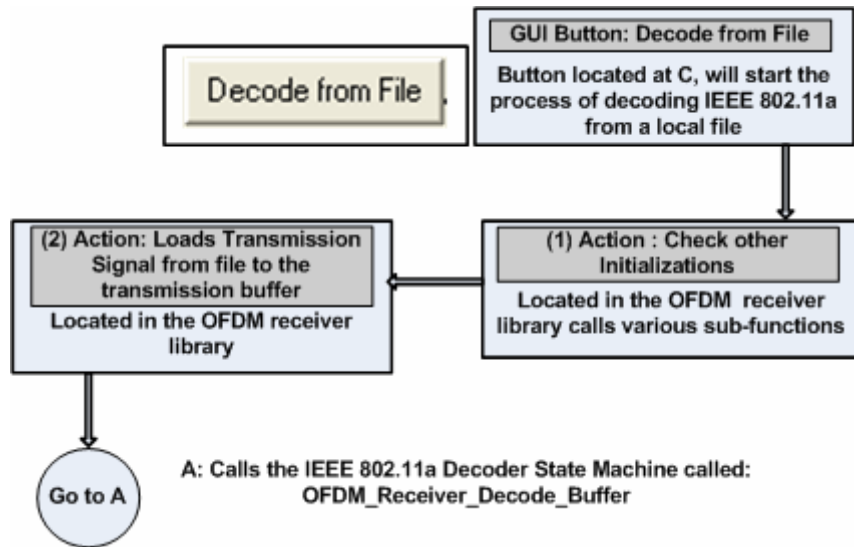 GUI Button: Decode from File
Button located at C, will start the
process of decoding IEEE 802.11a
from a local file
Decode from File
.
(1) Action : Check other
Initializations
Located in the OFDM receiver
library calls various sub-functions
(2) Action: Loads Transmission
Signal from file to the
transmission buffer
Located in the OFDM receiver
library
Go to A
A: Calls the IEEE 802.11a Decoder State Machine called:
OFDM_Receiver_Decode_Buffer